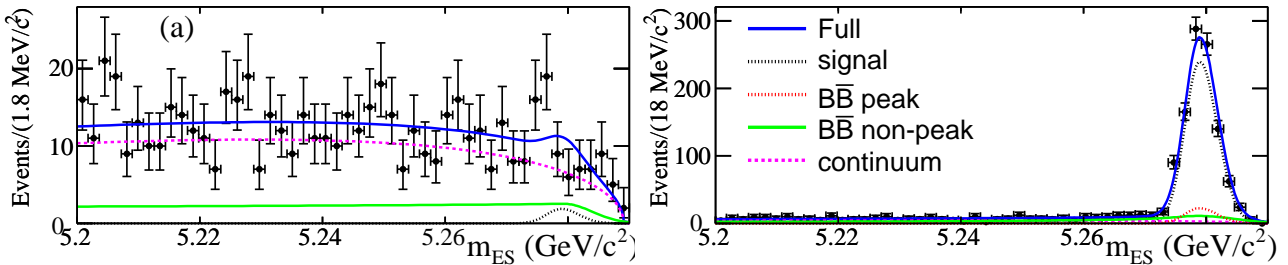 Events/(1.8 MeV/c²)
(a)
20
10
0
5.2
5.22
5.24
5.26
m_ES (GeV/c²)
Events/(18 MeV/c²)
300
200
100
0
Full
signal
BB̅ peak
BB̅ non-peak
continuum
5.2
5.22
5.24
5.26
m_ES (GeV/c²)